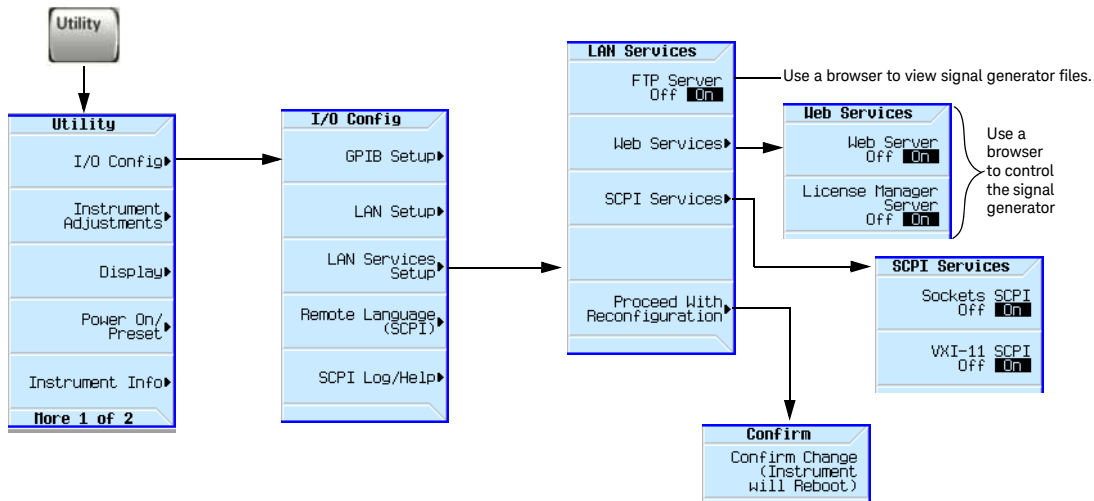 Utility
Utility
I/O Config
Instrument
Adjustments
Display
Power On/
Preset
Instrument Info
More 1 of 2
I/O Config
GPIB Setup
LAN Setup
LAN Services
Setup
Remote Language
(SCPI)
SCPI Log/Help
LAN Services
FTP Server
Off On
Web Services
SCPI Services
Proceed With
Reconfiguration
Use a browser to view signal generator files.
Web Services
Web Server
Off On
License Manager
Server
Off On
Use a
browser
to control
the signal
generator
SCPI Services
Sockets SCPI
Off On
VXI-11 SCPI
Off On
Confirm
Confirm Change
(Instrument
will Reboot)